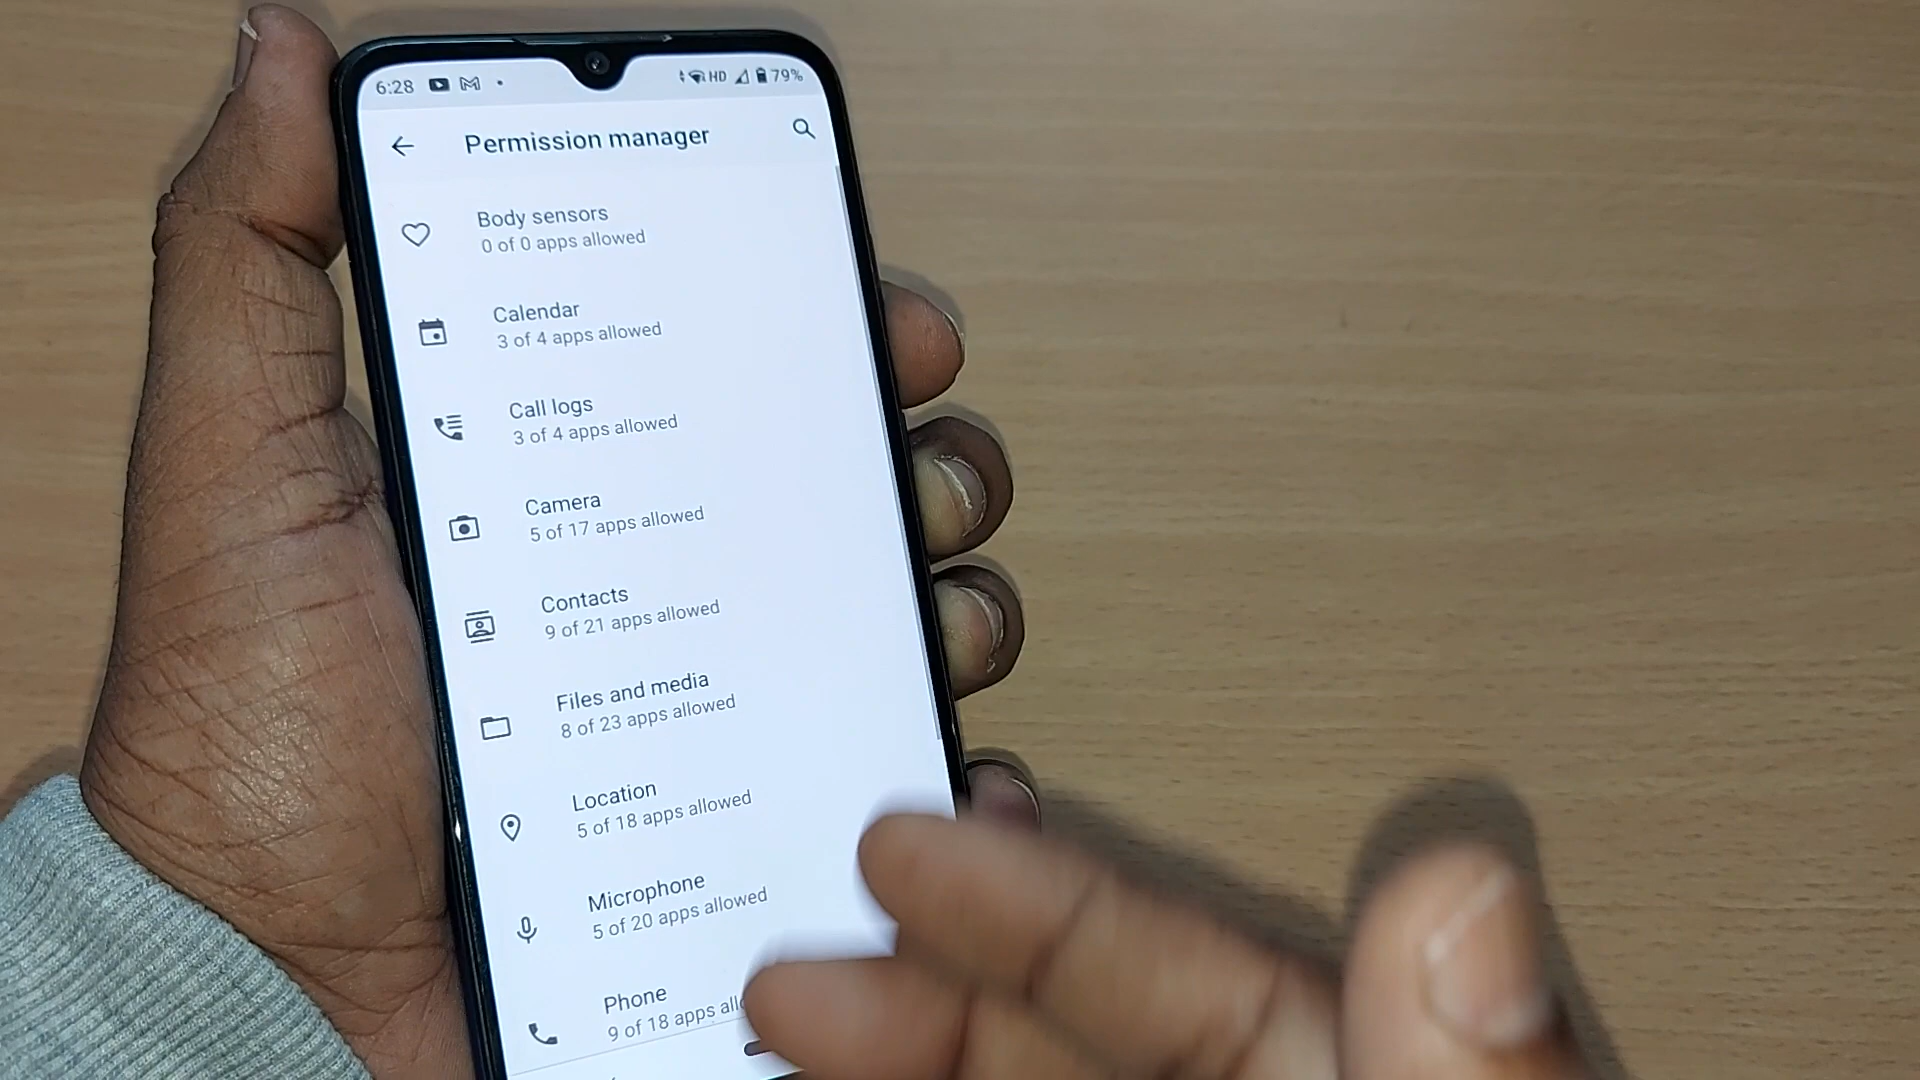 6:28 HD 79%
Permission manager
Body sensors
0 of 0 apps allowed
Calendar
3 of 4 apps allowed
Call logs
3 of 4 apps allowed
Camera
5 of 17 apps allowed
Contacts
9 of 21 apps allowed
Files and media
8 of 23 apps allowed
Location
5 of 18 apps allowed
Microphone
5 of 20 apps allowed
Phone
9 of 18 apps